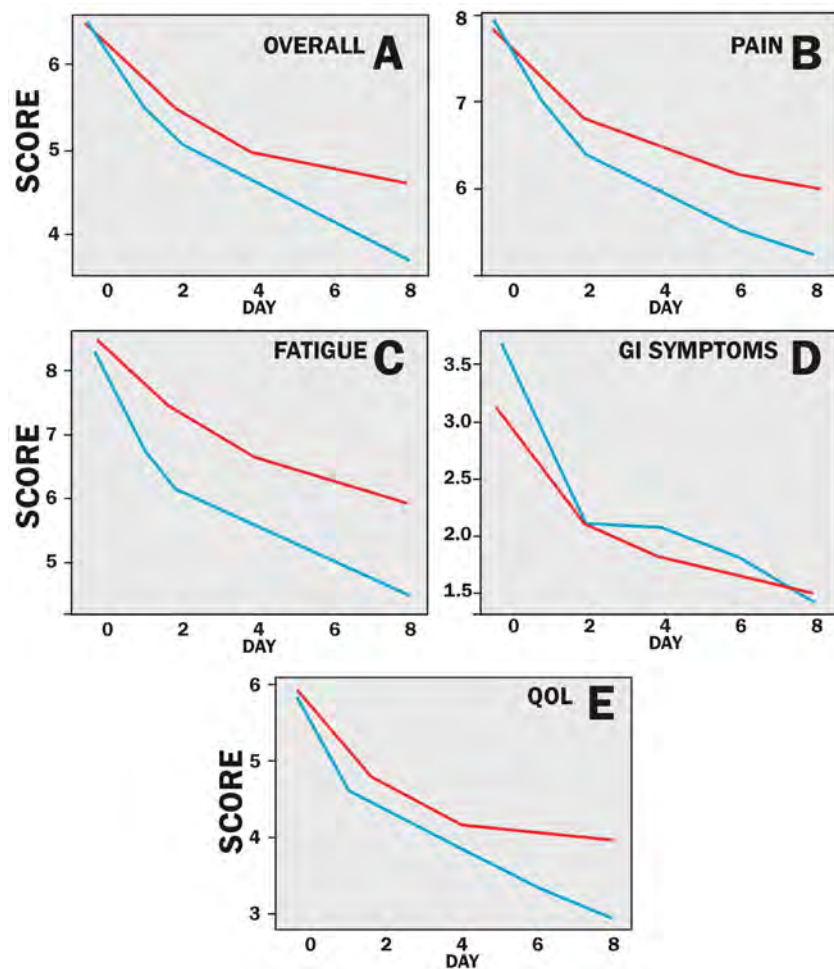 OVERALL A
SCORE
6
5
4
0 2 4 6 8
DAY
PAIN B
8
7
6
0 2 4 6 8
DAY
FATIGUE C
SCORE
8
7
6
5
0 2 4 6 8
DAY
GI SYMPTOMS D
3.5
3.0
2.5
2.0
1.5
0 2 4 6 8
DAY
QOL E
SCORE
6
5
4
3
0 2 4 6 8
DAY